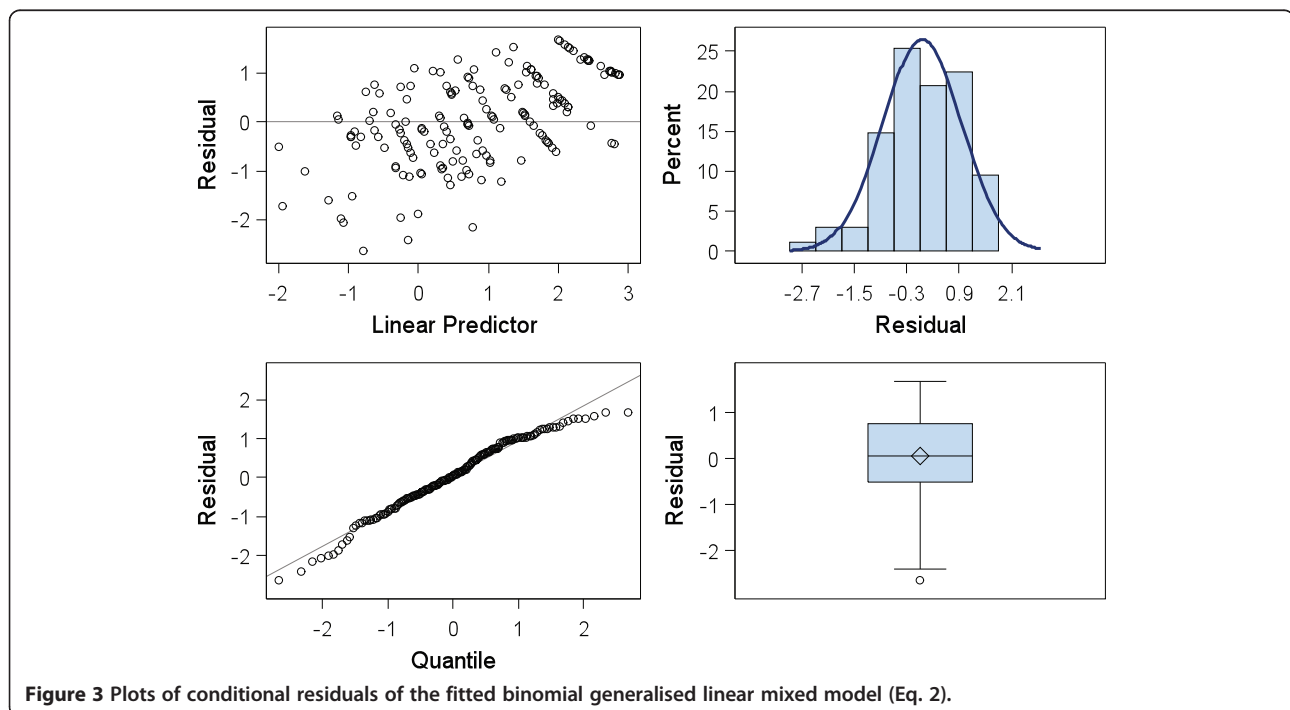 1
0
-1
-2
Residual
-2 -1 0 1 2 3
Linear Predictor
25
20
15
10
5
0
Percent
-2.7 -1.5 -0.3 0.9 2.1
Residual
2
1
0
-1
-2
Residual
-2 -1 0 1 2
Quantile
1
0
-1
-2
Residual
Figure 3 Plots of conditional residuals of the fitted binomial generalised linear mixed model (Eq. 2).